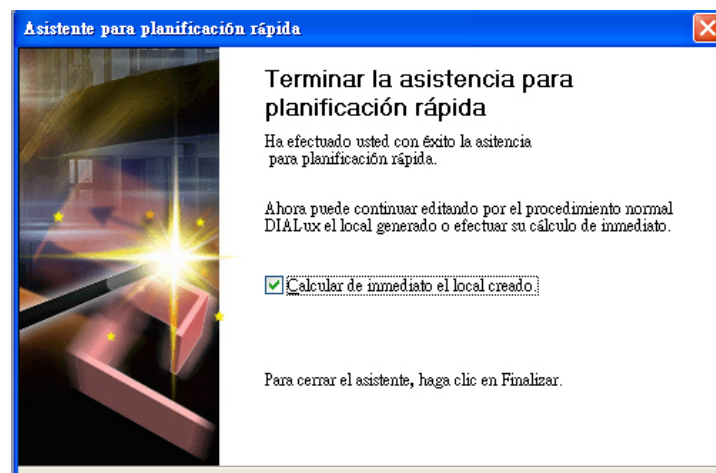 Asistente para planificación rápida
Terminar la asistencia para
planificación rápida
Ha efectuado usted con éxito la asitencia
para planificación rápida.
Ahora puede continuar editando por el procedimiento normal
DIALux el local generado o efectuar su cálculo de inmediato.
Calcular de inmediato el local creado.
Para cerrar el asistente, haga clic en Finalizar.